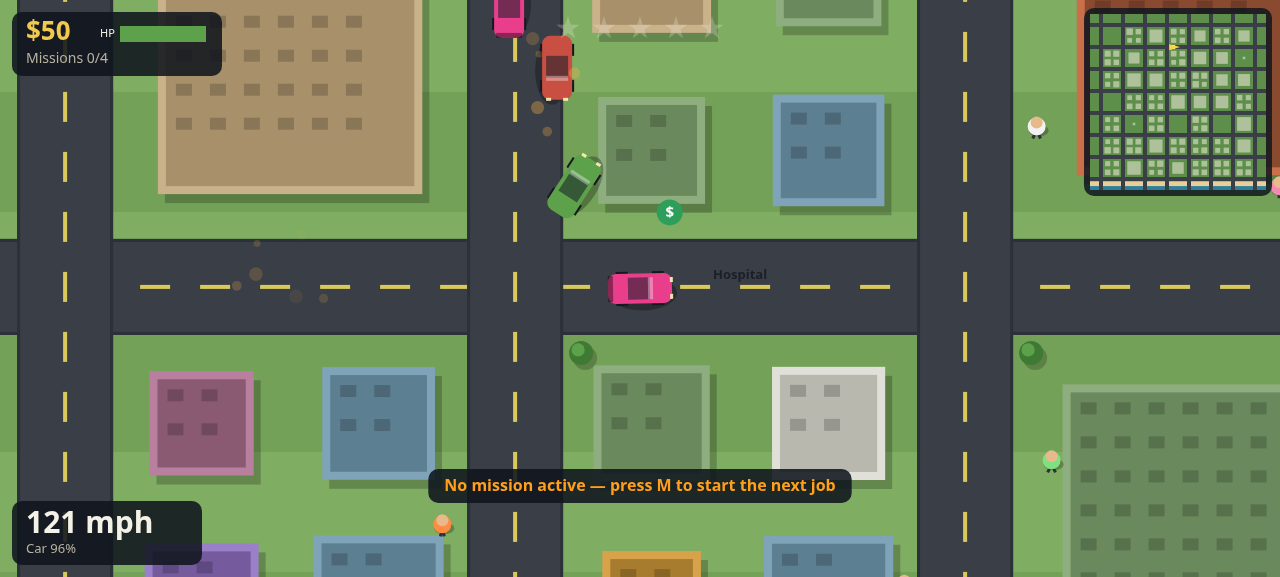 $50
HP
Missions 0/4
$
Hospital
No mission active — press M to start the next job
121 mph
Car 96%